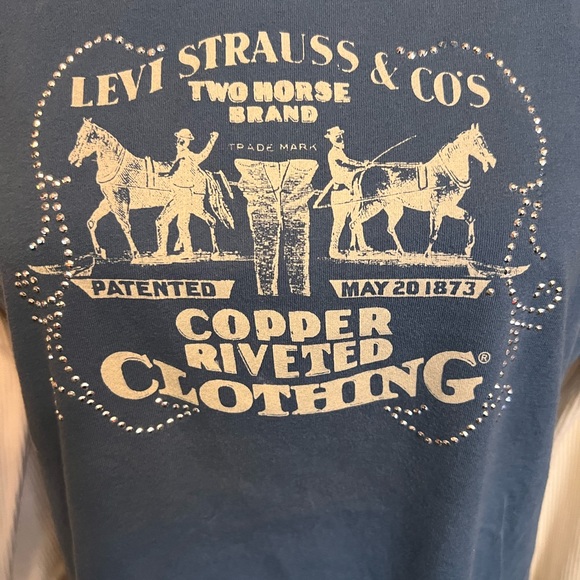 LEVI STRAUSS & CO'S
TWO HORSE
BRAND
TRADE MARK
PATENTED MAY 20 1873
COPPER
RIVETED
CLOTHING®